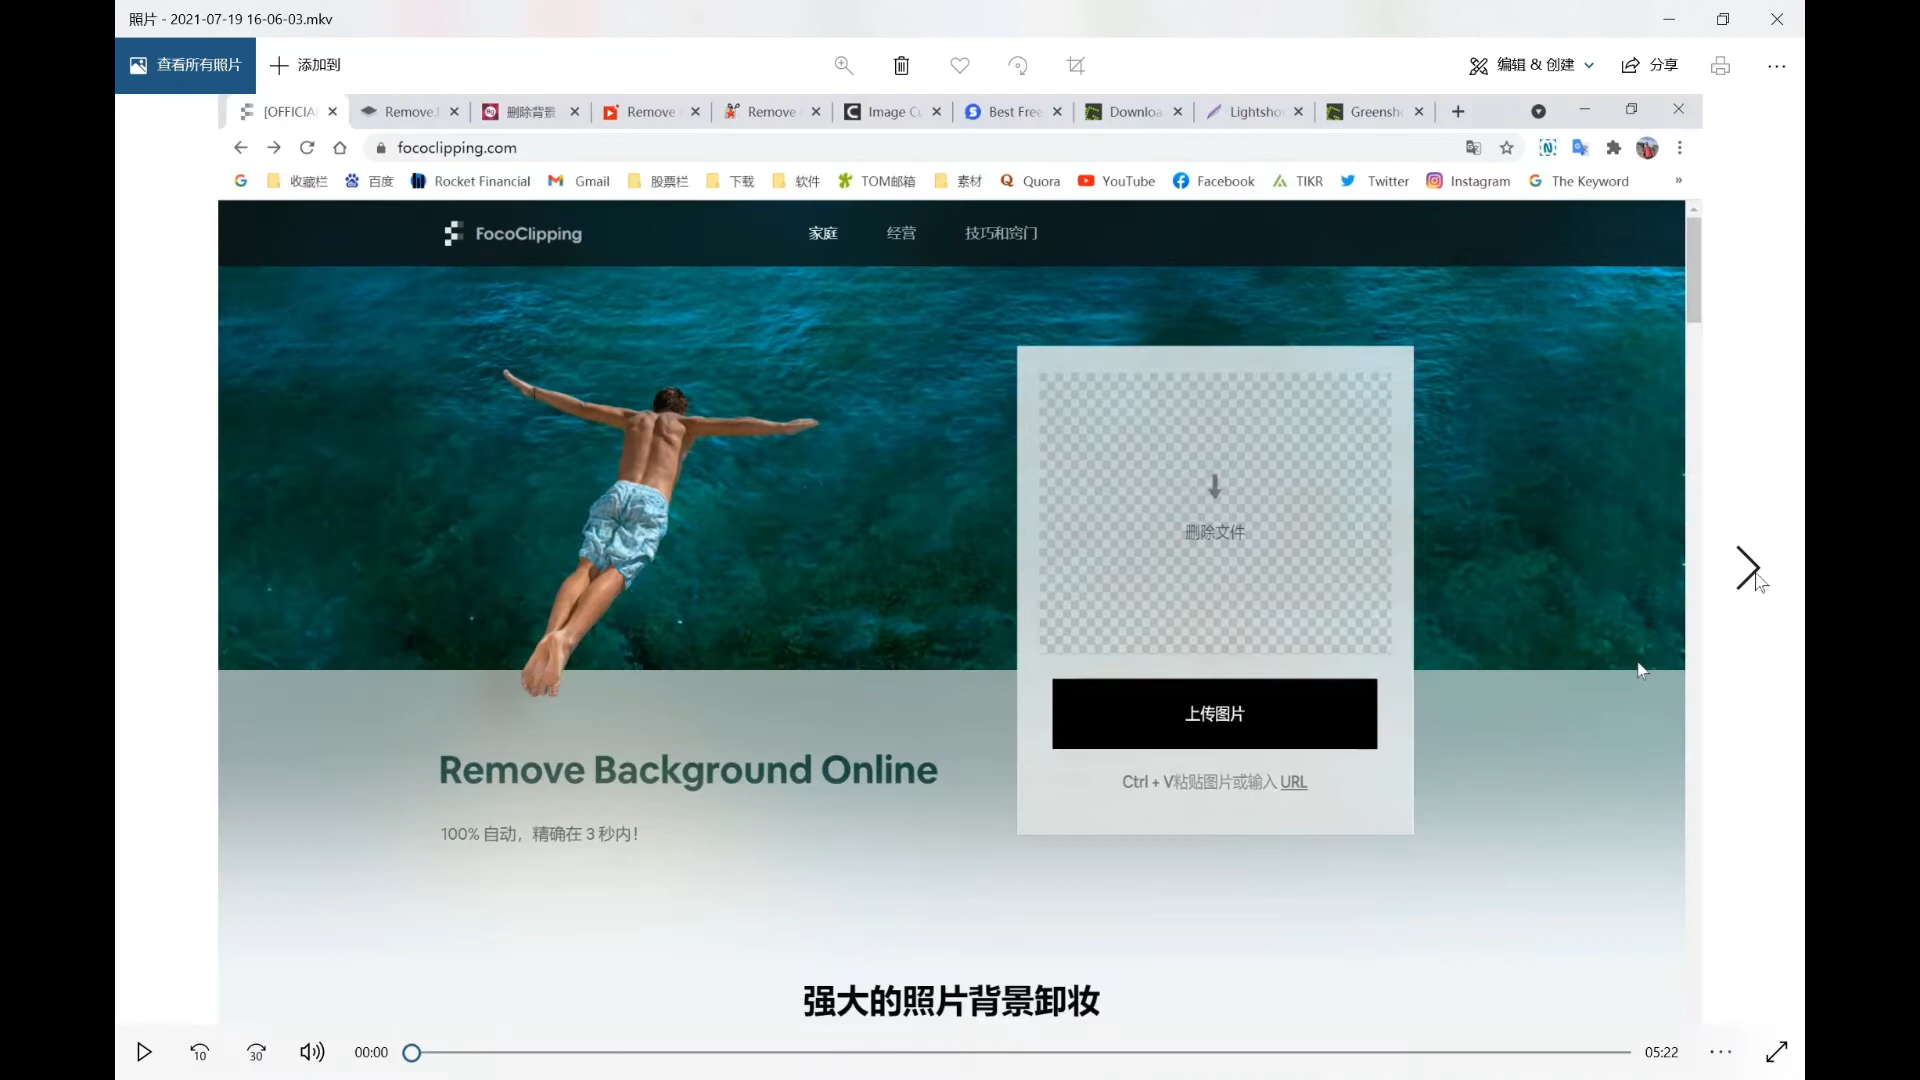 照片 - 2021-07-19 16-06-03.mkv
查看所有照片 添加到 编辑 & 创建 分享
[OFFICIA Remove. 删除背景 Remove Remove Image C Best Free Downloa Lightsho Greensh
fococlipping.com
收藏栏 百度 Rocket Financial Gmail 股票栏 下载 软件 TOM邮箱 素材 Quora YouTube Facebook TIKR Twitter Instagram The Keyword »
FocoClipping 家庭 经营 技巧和窍门
删除文件
上传图片
Ctrl + V粘贴图片或输入 URL
Remove Background Online
100% 自动，精确在 3 秒内！
强大的照片背景卸妆
10 30 00:00 05:22